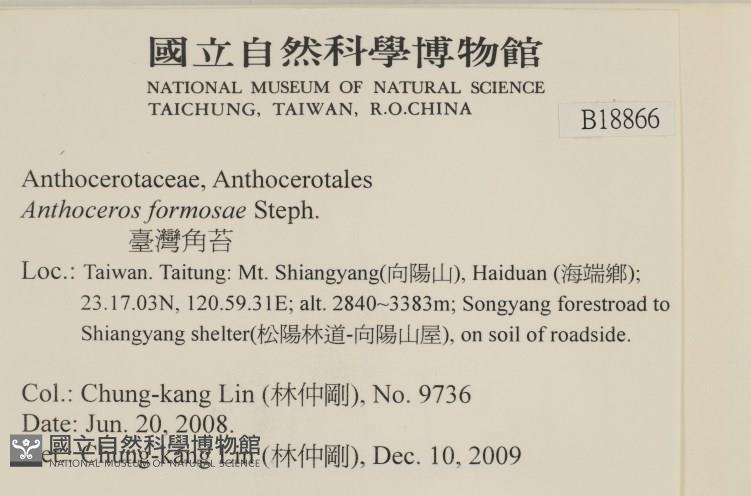 國立自然科學博物館
NATIONAL MUSEUM OF NATURAL SCIENCE
TAICHUNG, TAIWAN, R.O.CHINA
B18866
Anthocerotaceae, Anthocerotales
Anthoceros formosae Steph.
臺灣角苔
Loc.: Taiwan. Taitung: Mt. Shiangyang(向陽山), Haiduan (海端鄉);
23.17.03N, 120.59.31E; alt. 2840~3383m; Songyang forestroad to
Shiangyang shelter(松陽林道-向陽山屋), on soil of roadside.
Col.: Chung-kang Lin (林仲剛), No. 9736
Date: Jun. 20, 2008.
國立自然科學博物館
Chung-kang Lin (林仲剛), Dec. 10, 2009
NATIONAL MUSEUM OF NATURAL SCIENCE